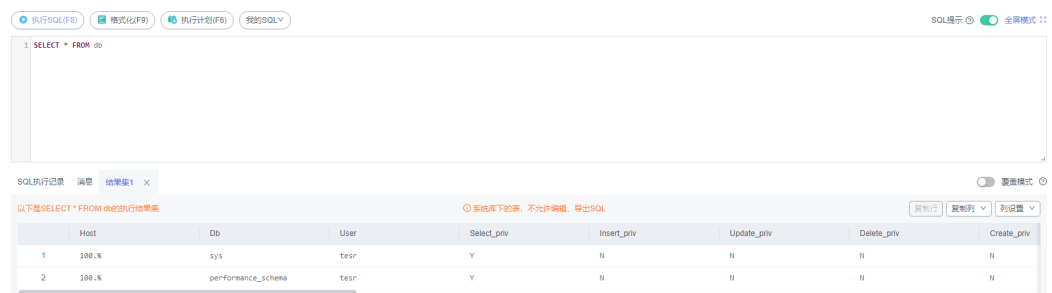 执行SQL(F8) 格式化(F9) 执行计划(F6) 我的SQL SQL提示 全屏模式
1 SELECT * FROM db
SQL执行记录 消息 结果集1 X 覆盖模式
以下是SELECT * FROM db的执行结果集 系统库下的表，不允许编辑、导出SQL 复制行 复制列 列设置
Host Db User Select_priv Insert_priv Update_priv Delete_priv Create_priv
1 100.% sys tesr Y N N N N
2 100.% performance_schema tesr Y N N N N